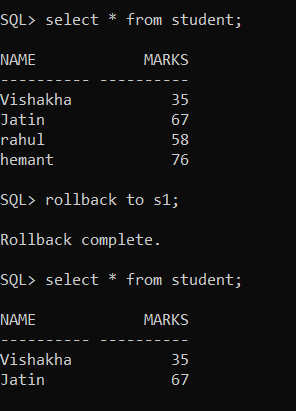 SQL> select * from student;
NAME            MARKS
---------- ----------
Vishakha           35
Jatin              67
rahul              58
hemant             76
SQL> rollback to s1;
Rollback complete.
SQL> select * from student;
NAME            MARKS
---------- ----------
Vishakha           35
Jatin              67